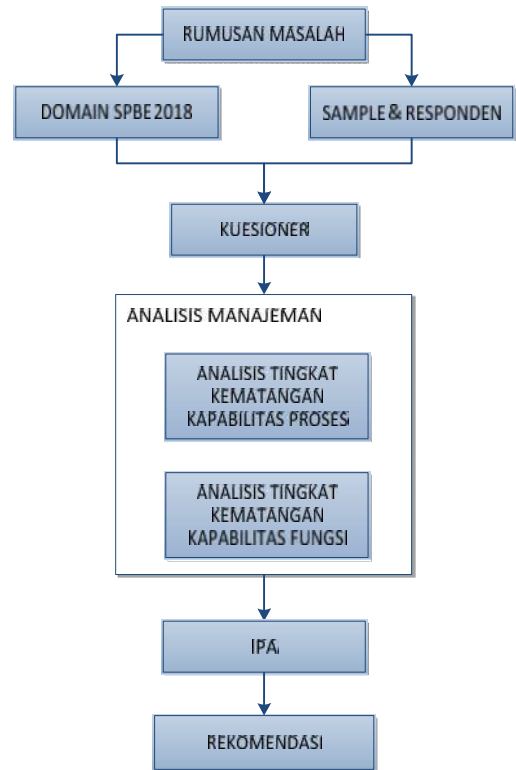 RUMUSAN MASALAH
DOMAIN SPBE 2018
SAMPLE & RESPONDEN
KUESIONER
ANALISIS MANAJEMAN
ANALISIS TINGKAT
KEMATANGAN
KAPABILITAS PROSES
ANALISIS TINGKAT
KEMATANGAN
KAPABILITAS FUNGSI
IPA
REKOMENDASI